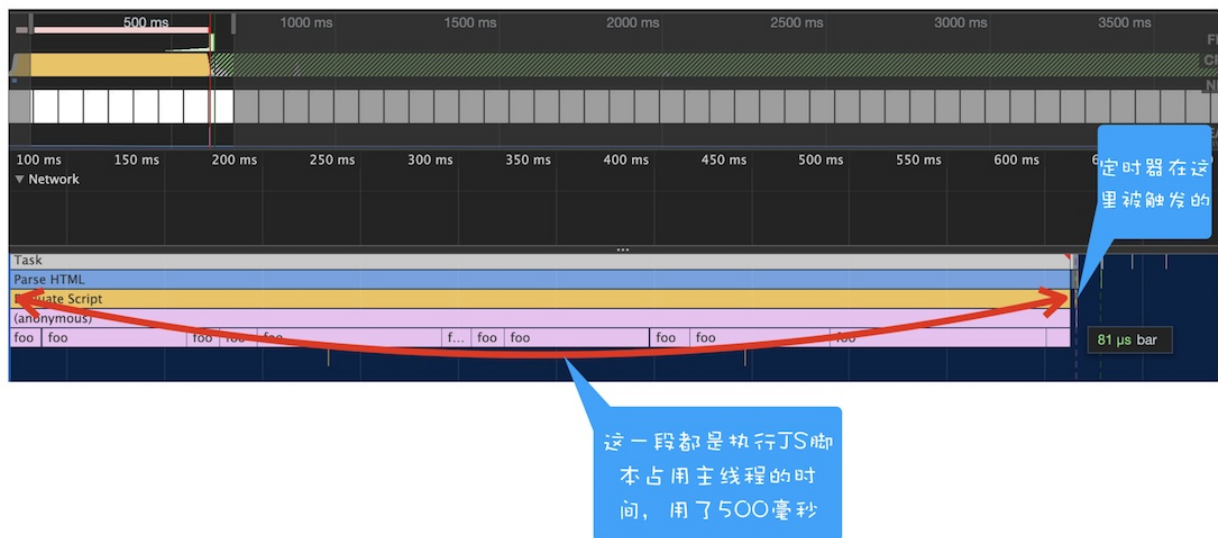 500 ms 1000 ms 1500 ms 2000 ms 2500 ms 3000 ms 3500 ms
100 ms 150 ms 200 ms 250 ms 300 ms 350 ms 400 ms 450 ms 500 ms 550 ms 600 ms
Network
定时器在这
里被触发的
...
Task
Parse HTML
Script
(anonymous)
foo foo foo foo foo f... foo foo foo foo foo
81 μs bar
这一段都是执行JS脚
本占用主线程的时
间，用了500毫秒